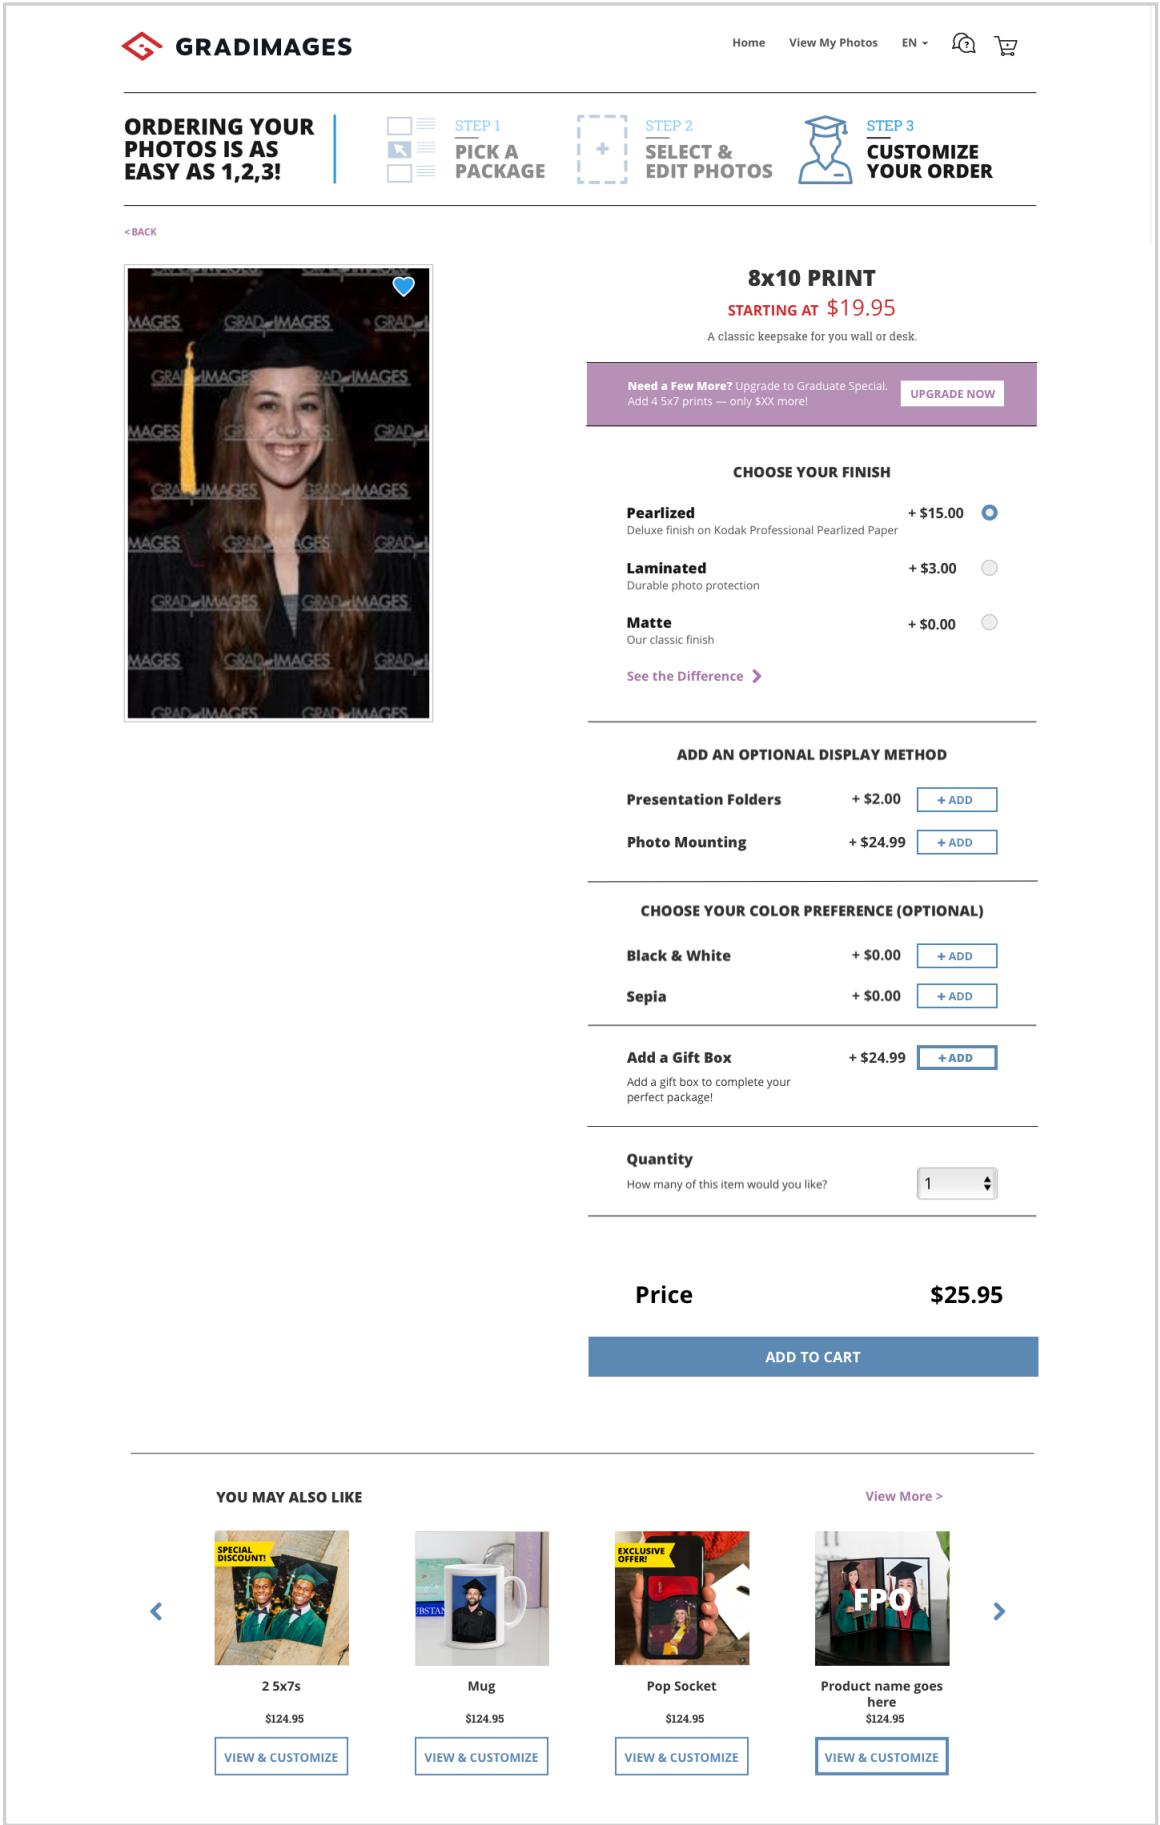 GRADIMAGES
Home
View My Photos
EN
ORDERING YOUR
PHOTOS IS AS
EASY AS 1,2,3!
STEP 1
PICK A
PACKAGE
STEP 2
SELECT &
EDIT PHOTOS
STEP 3
CUSTOMIZE
YOUR ORDER
< BACK
GRAD IMAGES
8x10 PRINT
STARTING AT $19.95
A classic keepsake for you wall or desk.
Need a Few More? Upgrade to Graduate Special.
Add 4 5x7 prints — only $XX more!
UPGRADE NOW
CHOOSE YOUR FINISH
Pearlized + $15.00
Deluxe finish on Kodak Professional Pearlized Paper
Laminated + $3.00
Durable photo protection
Matte + $0.00
Our classic finish
See the Difference
ADD AN OPTIONAL DISPLAY METHOD
Presentation Folders + $2.00 + ADD
Photo Mounting + $24.99 + ADD
CHOOSE YOUR COLOR PREFERENCE (OPTIONAL)
Black & White + $0.00 + ADD
Sepia + $0.00 + ADD
Add a Gift Box + $24.99 + ADD
Add a gift box to complete your
perfect package!
Quantity
How many of this item would you like?
1
Price $25.95
ADD TO CART
YOU MAY ALSO LIKE
View More >
SPECIAL
DISCOUNT!
EXCLUSIVE
OFFER!
FPO
2 5x7s
$124.95
VIEW & CUSTOMIZE
Mug
$124.95
VIEW & CUSTOMIZE
Pop Socket
$124.95
VIEW & CUSTOMIZE
Product name goes
here
$124.95
VIEW & CUSTOMIZE